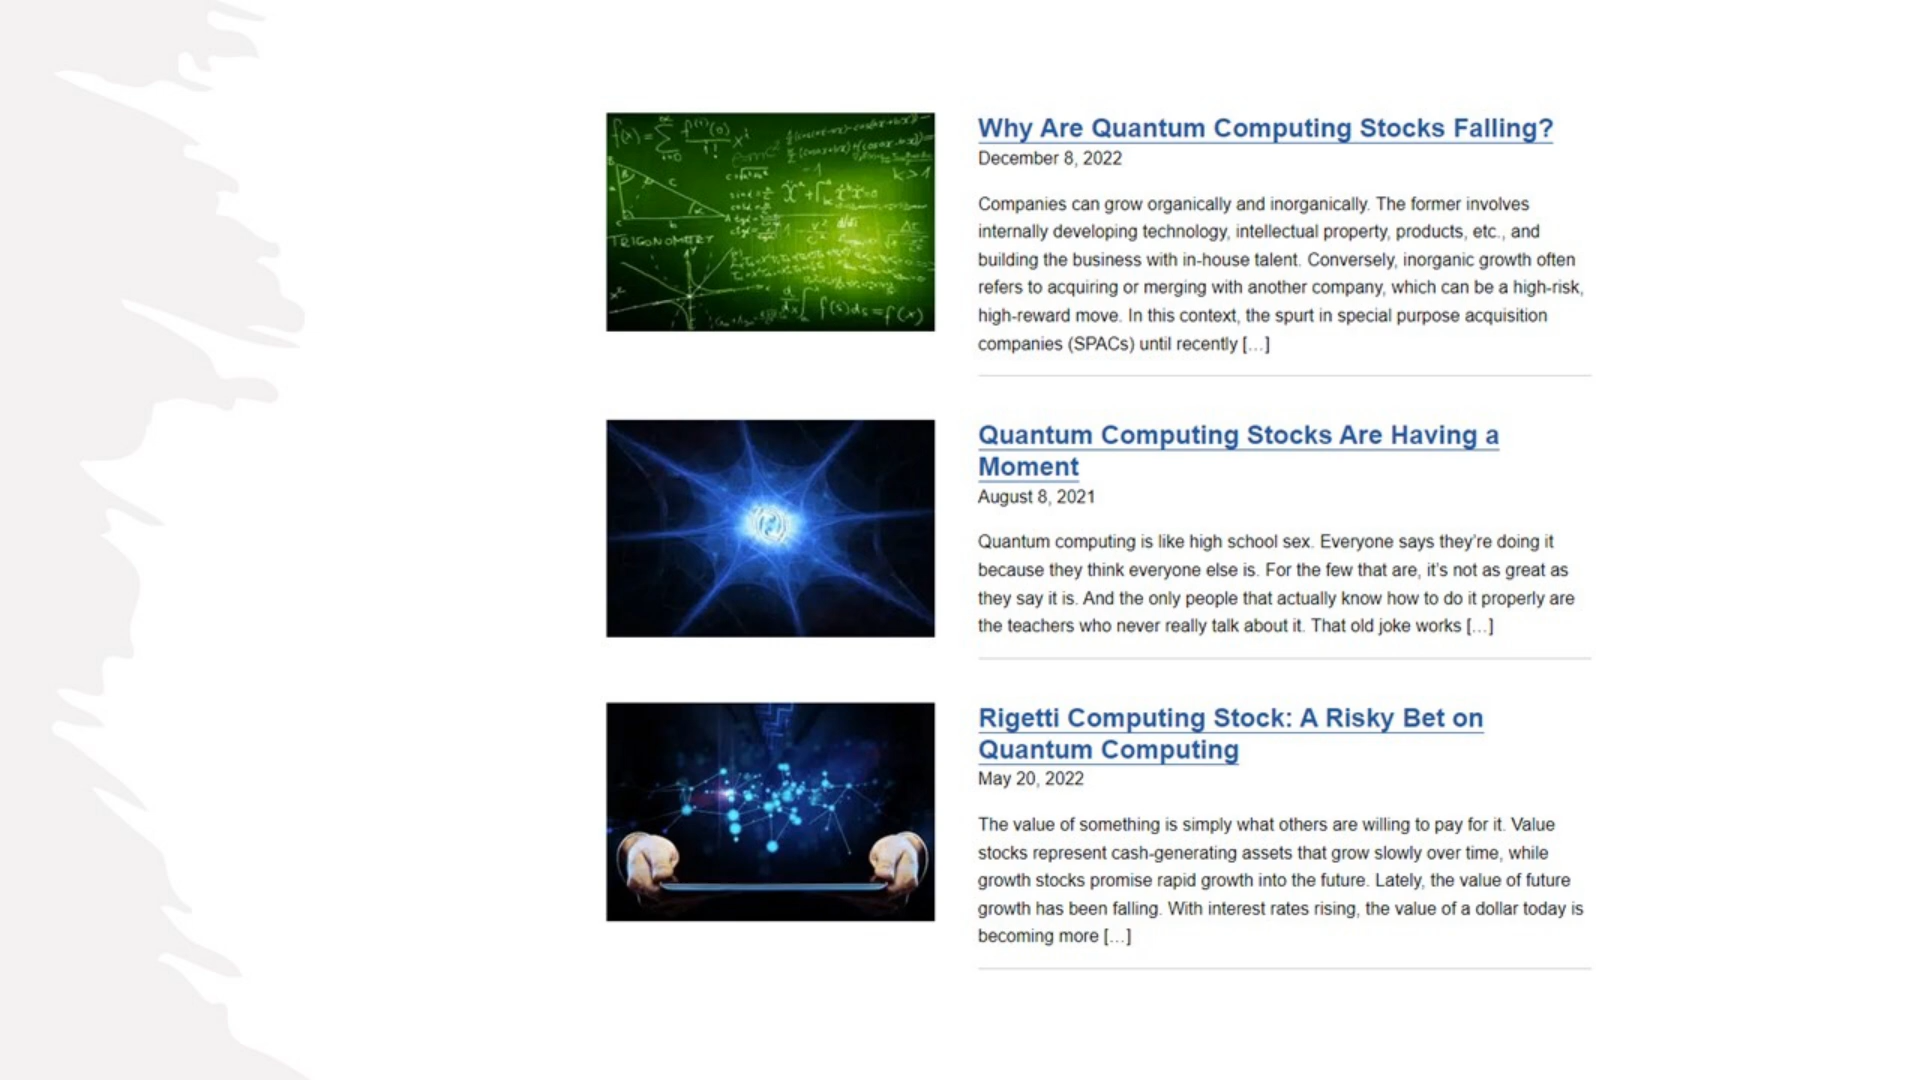 Why Are Quantum Computing Stocks Falling?
December 8, 2022
Companies can grow organically and inorganically. The former involves
internally developing technology, intellectual property, products, etc., and
building the business with in-house talent. Conversely, inorganic growth often
refers to acquiring or merging with another company, which can be a high-risk,
high-reward move. In this context, the spurt in special purpose acquisition
companies (SPACs) until recently [...]
TRIGONOMETRY
Quantum Computing Stocks Are Having a
Moment
August 8, 2021
Quantum computing is like high school sex. Everyone says they're doing it
because they think everyone else is. For the few that are, it's not as great as
they say it is. And the only people that actually know how to do it properly are
the teachers who never really talk about it. That old joke works [...]
Rigetti Computing Stock: A Risky Bet on
Quantum Computing
May 20, 2022
The value of something is simply what others are willing to pay for it. Value
stocks represent cash-generating assets that grow slowly over time, while
growth stocks promise rapid growth into the future. Lately, the value of future
growth has been falling. With interest rates rising, the value of a dollar today is
becoming more [...]